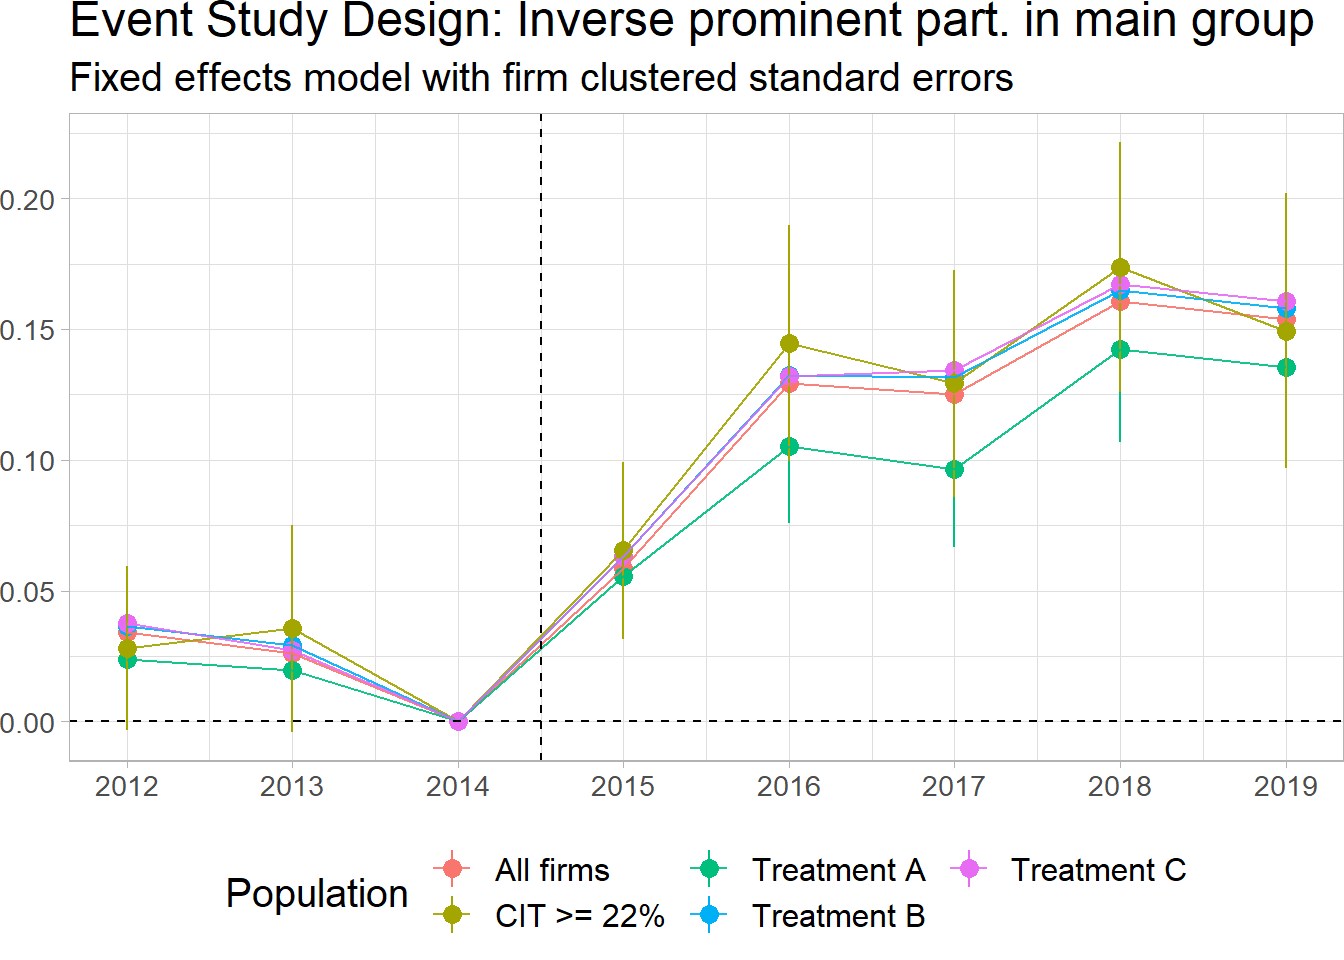 Event Study Design: Inverse prominent part. in main group
Fixed effects model with firm clustered standard errors
0.20
0.15
0.10
0.05
0.00
2012 2013 2014 2015 2016 2017 2018 2019
Population
All firms Treatment A Treatment C
CIT >= 22% Treatment B